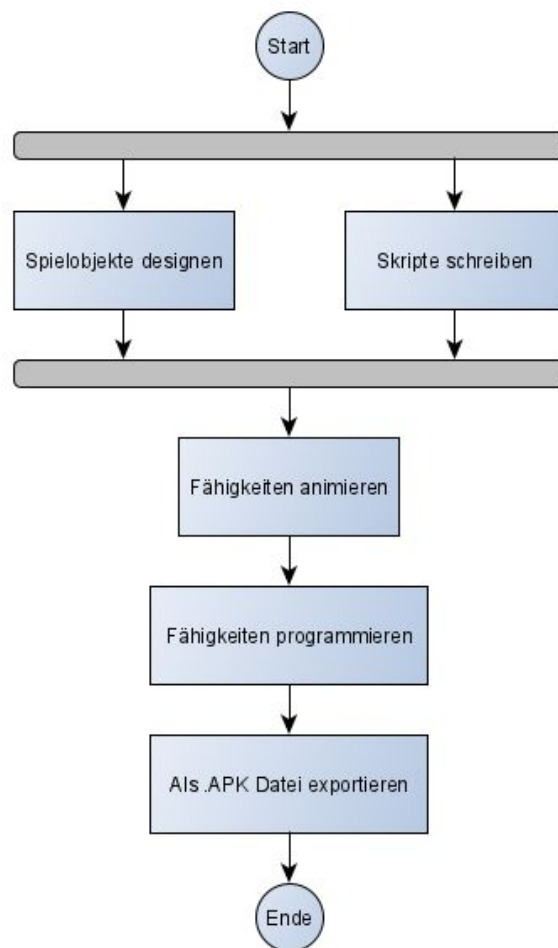 Start
Spielobjekte designen
Skripte schreiben
Fähigkeiten animieren
Fähigkeiten programmieren
Als .APK Datei exportieren
Ende